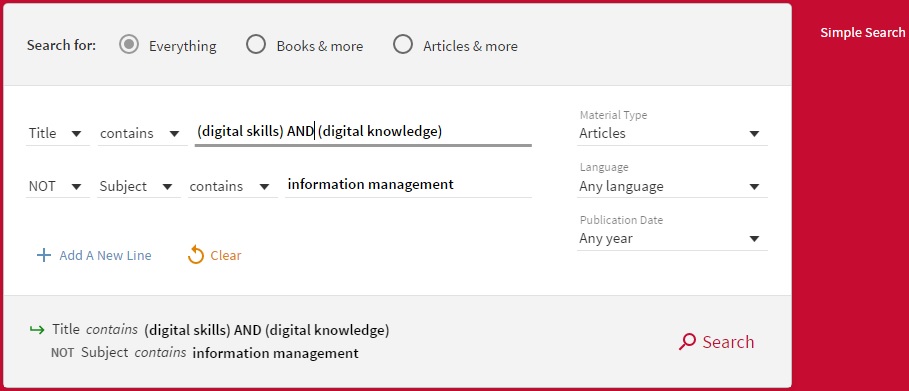 Search for: Everything Books & more Articles & more
Simple Search
Title contains (digital skills) AND (digital knowledge)
NOT Subject contains information management
Material Type
Articles
Language
Any language
Publication Date
Any year
Add A New Line Clear
Title contains (digital skills) AND (digital knowledge)
NOT Subject contains information management
Search